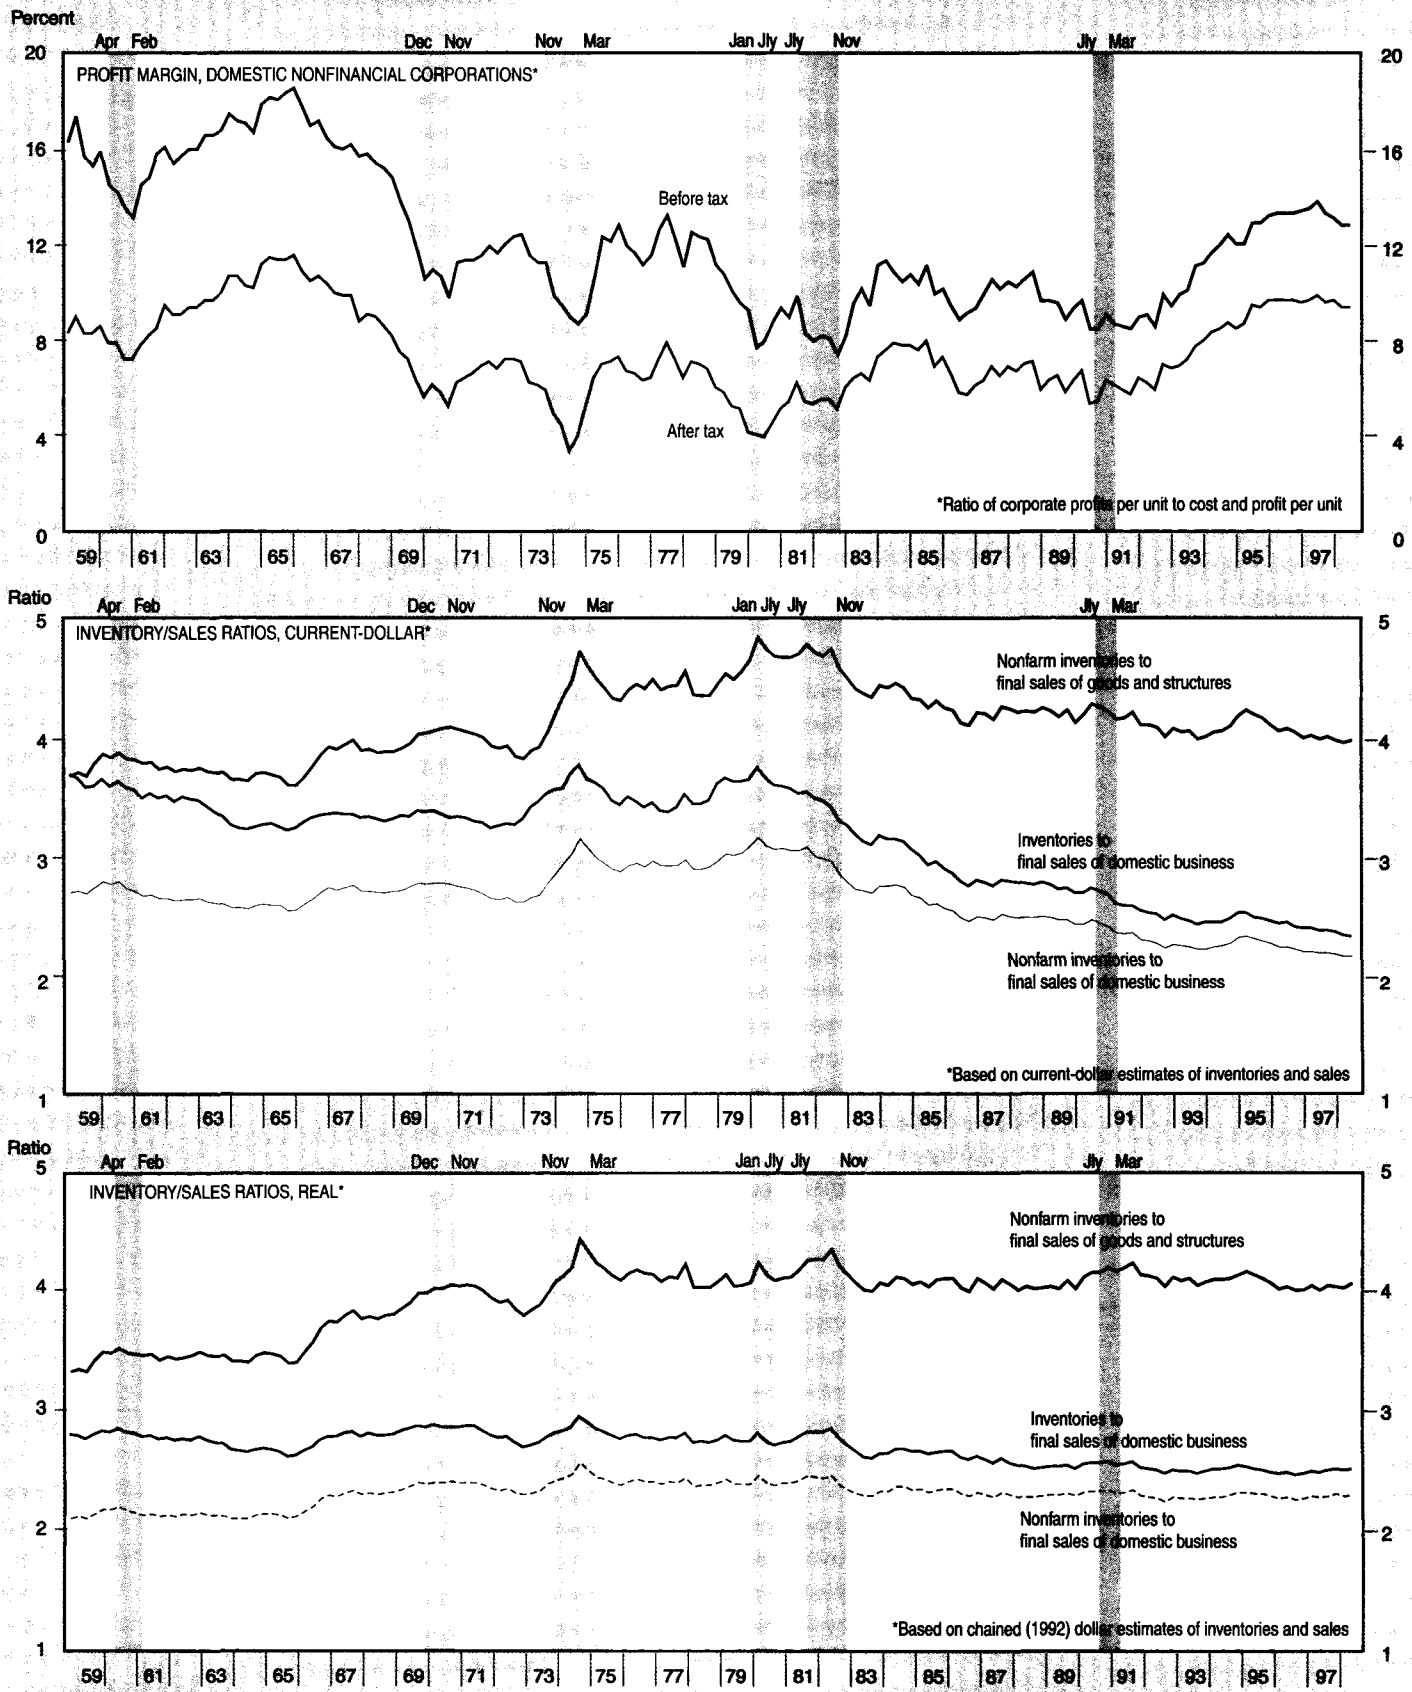 Percent
Apr Feb Dec Nov Nov Mar Jan Jly Jly Nov Jly Mar
20 20
PROFIT MARGIN, DOMESTIC NONFINANCIAL CORPORATIONS*
16 16
Before tax
12 12
8 8
After tax
4 4
*Ratio of corporate profits per unit to cost and profit per unit
0 0
59 61 63 65 67 69 71 73 75 77 79 81 83 85 87 89 91 93 95 97
Ratio
Apr Feb Dec Nov Nov Mar Jan Jly Jly Nov Jly Mar
5 5
INVENTORY/SALES RATIOS, CURRENT-DOLLAR*
Nonfarm inventories to
final sales of goods and structures
4 4
Inventories to
final sales of domestic business
3 3
Nonfarm inventories to
final sales of domestic business
2 2
*Based on current-dollar estimates of inventories and sales
1 1
59 61 63 65 67 69 71 73 75 77 79 81 83 85 87 89 91 93 95 97
Ratio
Apr Feb Dec Nov Nov Mar Jan Jly Jly Nov Jly Mar
5 5
INVENTORY/SALES RATIOS, REAL*
Nonfarm inventories to
final sales of goods and structures
4 4
3 3
Inventories to
final sales of domestic business
Nonfarm inventories to
final sales of domestic business
2 2
*Based on chained (1992) dollar estimates of inventories and sales
1 1
59 61 63 65 67 69 71 73 75 77 79 81 83 85 87 89 91 93 95 97